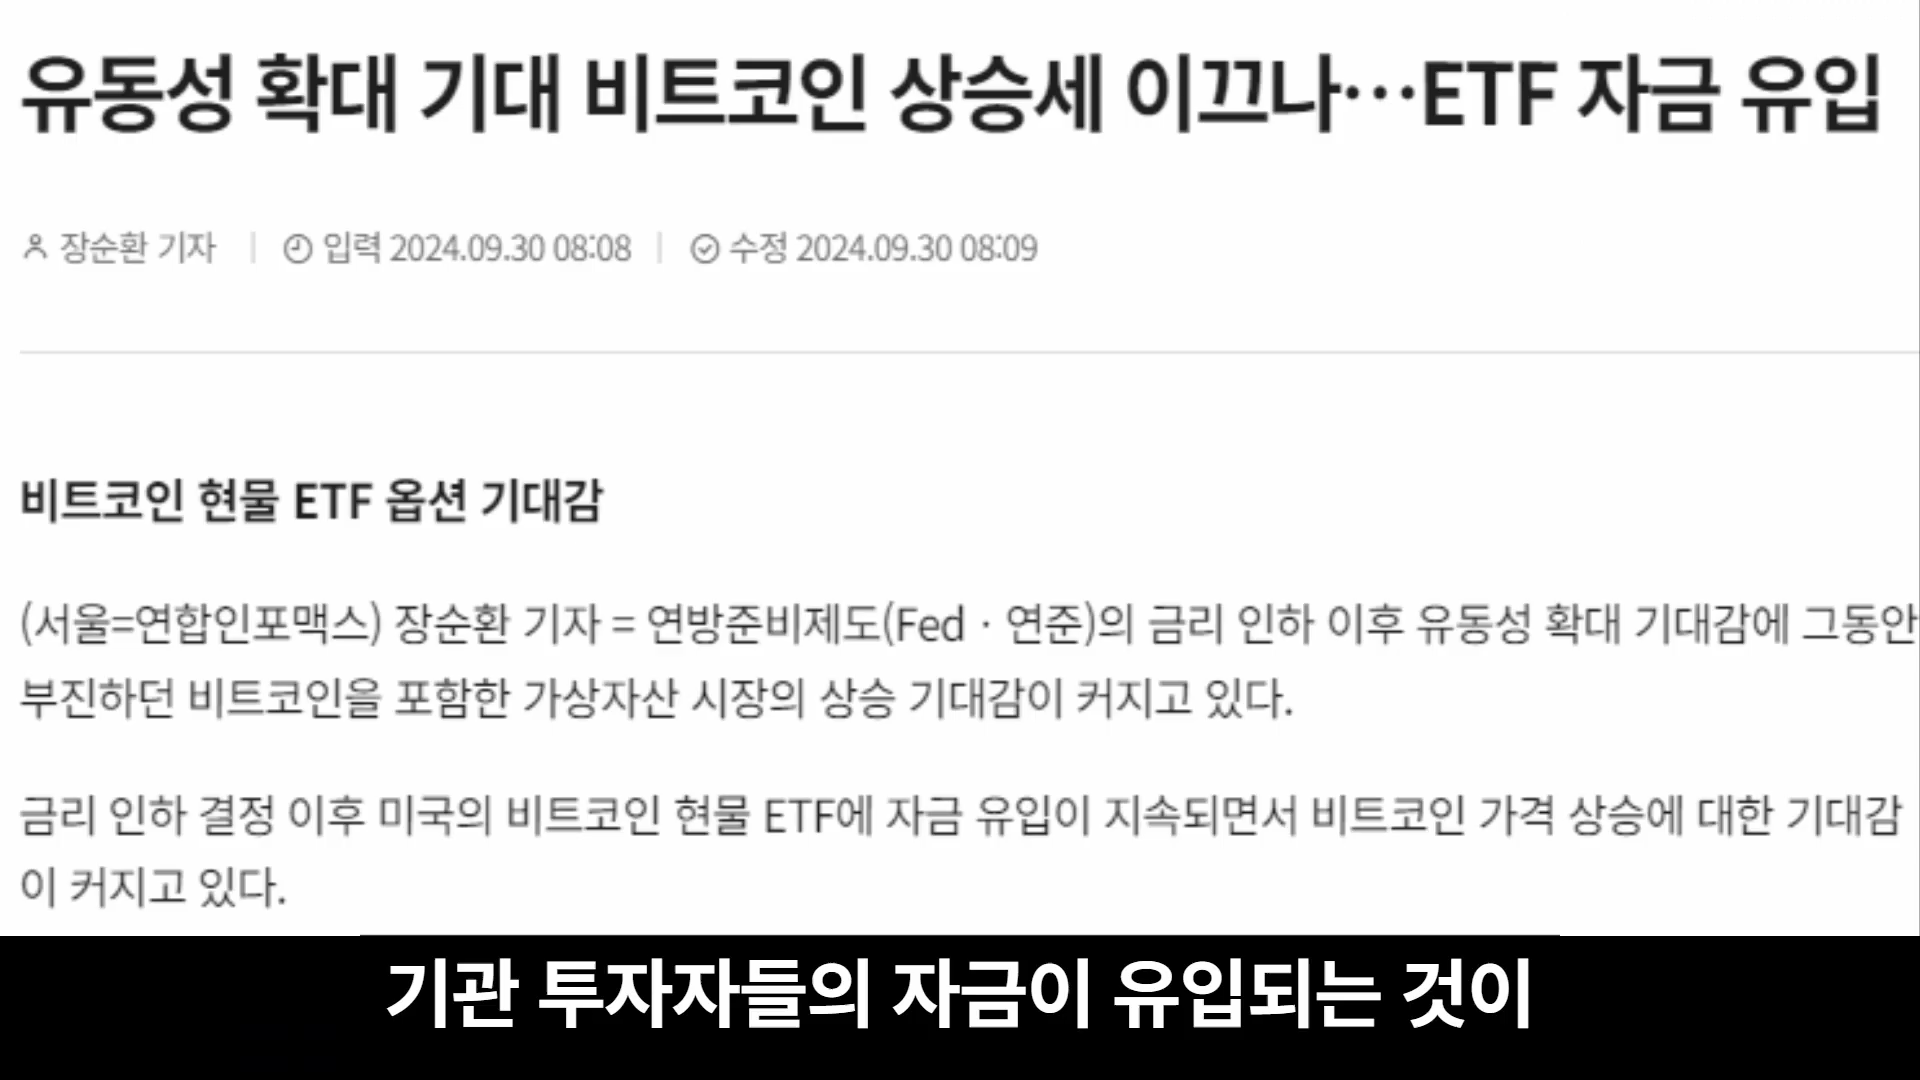 유동성 확대 기대 비트코인 상승세 이끄나…ETF 자금 유입
장순환 기자 | 입력 2024.09.30 08:08 | 수정 2024.09.30 08:09
비트코인 현물 ETF 옵션 기대감
(서울=연합인포맥스) 장순환 기자 = 연방준비제도(Fed·연준)의 금리 인하 이후 유동성 확대 기대감에 그동안
부진하던 비트코인을 포함한 가상자산 시장의 상승 기대감이 커지고 있다.
금리 인하 결정 이후 미국의 비트코인 현물 ETF에 자금 유입이 지속되면서 비트코인 가격 상승에 대한 기대감
이 커지고 있다.
기관 투자자들의 자금이 유입되는 것이